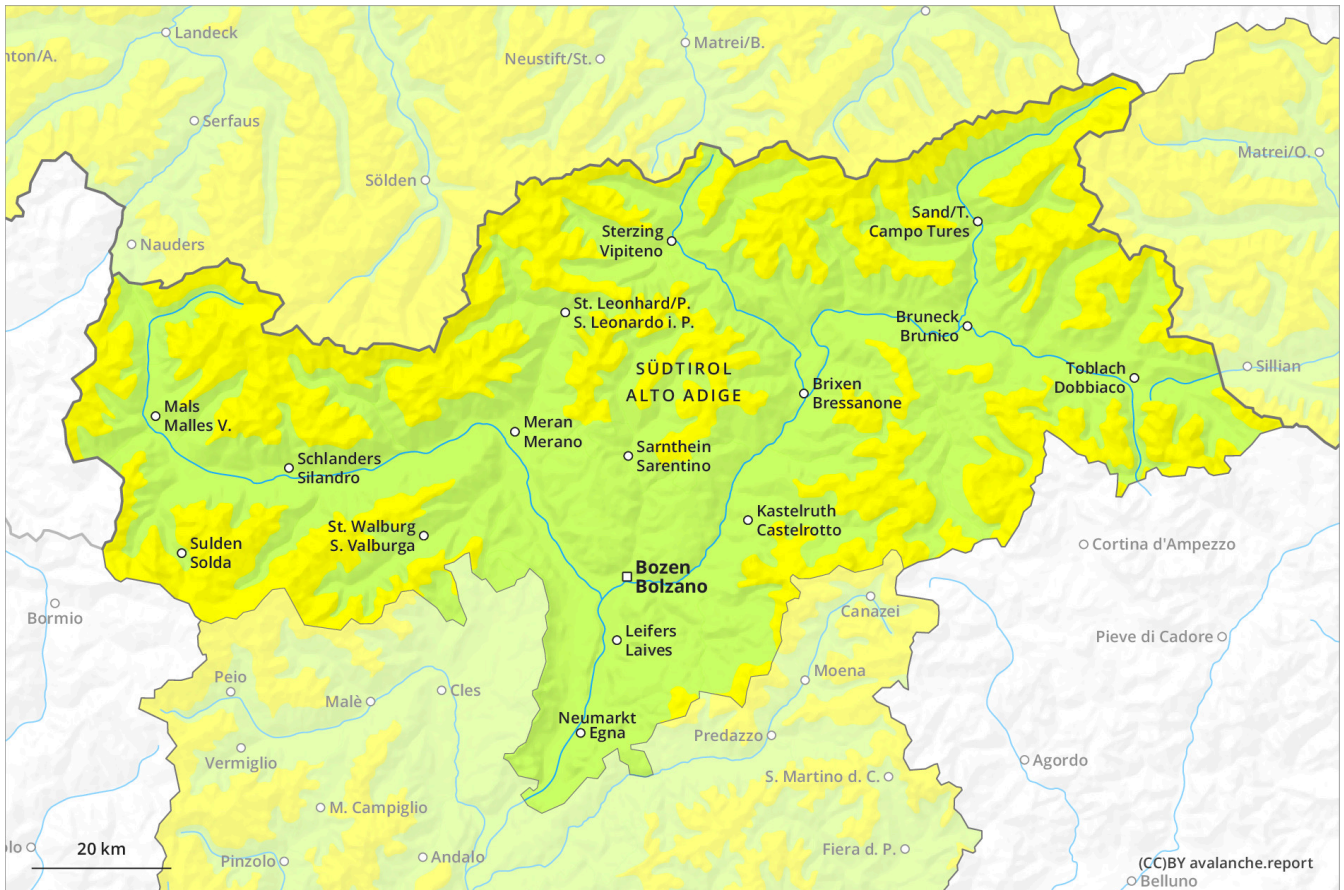 Landeck
nton/A.
Matrei/B.
Neustift/St.
Serfaus
Matrei/O.
Sölden
Sand/T.
Campo Tures
Sterzing
Vipiteno
Nauders
St. Leonhard/P.
S. Leonardo i. P.
Bruneck
Brunico
SÜDTIROL
ALTO ADIGE
Toblach
Dobbiaco
Sillian
Brixen
Bressanone
Mals
Malles V.
Meran
Merano
Sarnthein
Sarentino
Schlanders
Silandro
Kastelruth
Castelrotto
St. Walburg
S. Valburga
Sulden
Solda
Cortina d'Ampezzo
Bozen
Bolzano
Bormio
Canazei
Leifers
Laives
Pieve di Cadore
Peio
Moena
Cles
Malè
Neumarkt
Egna
Predazzo
Vermiglio
Agordo
S. Martino d. C.
M. Campiglio
olo
20 km
Pinzolo
Andalo
Fiera d. P.
(CC)BY avalanche.report
Belluno